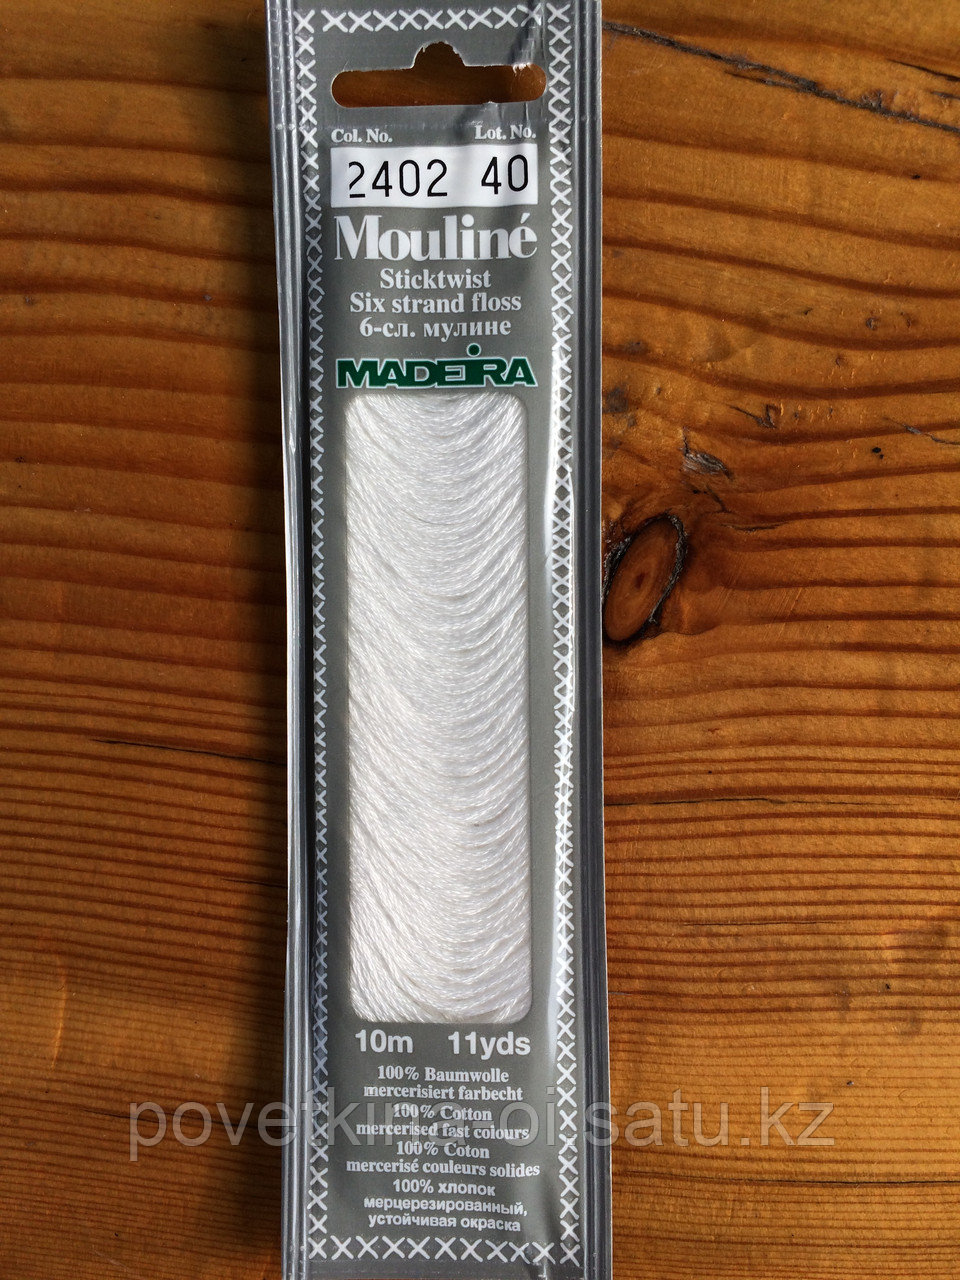 Col. No. Lot. No.
2402 40
Mouliné
Sticktwist
Six strand floss
6-сл. мулине
MADEIRA
10m 11yds
100% Baumwolle
mercerisiert farbecht
100% Cotton
mercerised fast colours
100% Coton
mercerisé couleurs solides
100% хлопок
мерцерезированный,
устойчивая окраска
povetkina-oi.satu.kz